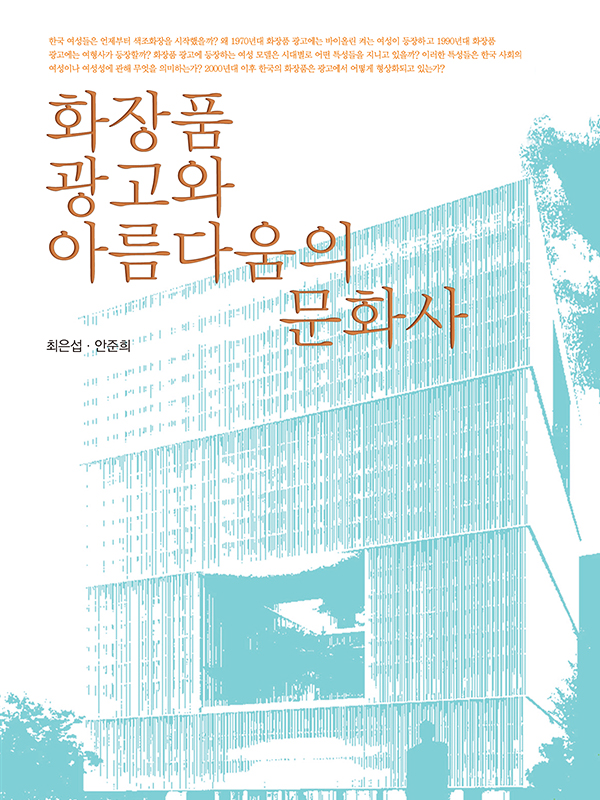 한국 여성들은 언제부터 색조화장을 시작했을까? 왜 1970년대 화장품 광고에는 바이올린 켜는 여성이 등장하고 1990년대 화장품
광고에는 여형사가 등장할까? 화장품 광고에 등장하는 여성 모델은 시대별로 어떤 특성들을 지니고 있을까? 이러한 특성들은 한국 사회의
여성이나 여성성에 관해 무엇을 의미하는가? 2000년대 이후 한국의 화장품은 광고에서 어떻게 형상화되고 있는가?
화장품
광고와
아름다움의
문화사
최은섭 · 안준희